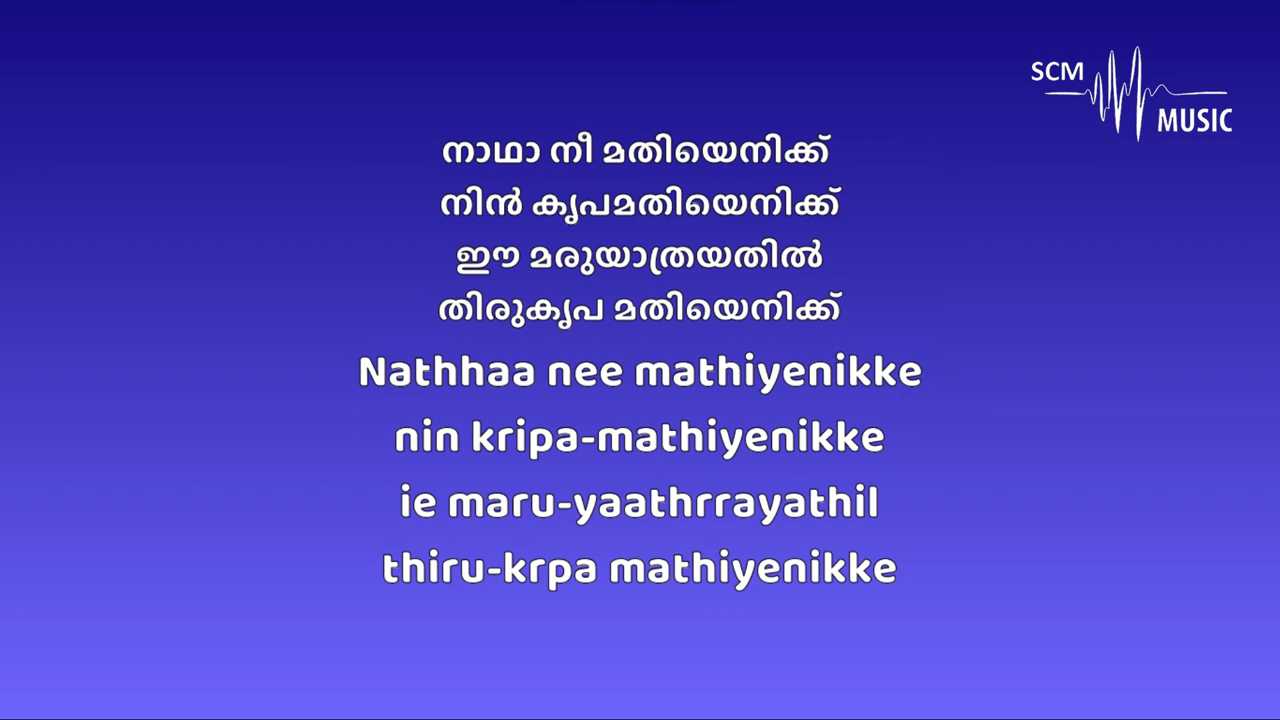 SCM
MUSIC
നാഥാ നീ മതിയെനിക്ക്
നിൻ കൃപമതിയെനിക്ക്
ഈ മരുയാത്രയതിൽ
തിരുകൃപ മതിയെനിക്ക്
Nathhaa nee mathiyenikke
nin kripa-mathiyenikke
ie maru-yaathrrayathil
thiru-krpa mathiyenikke